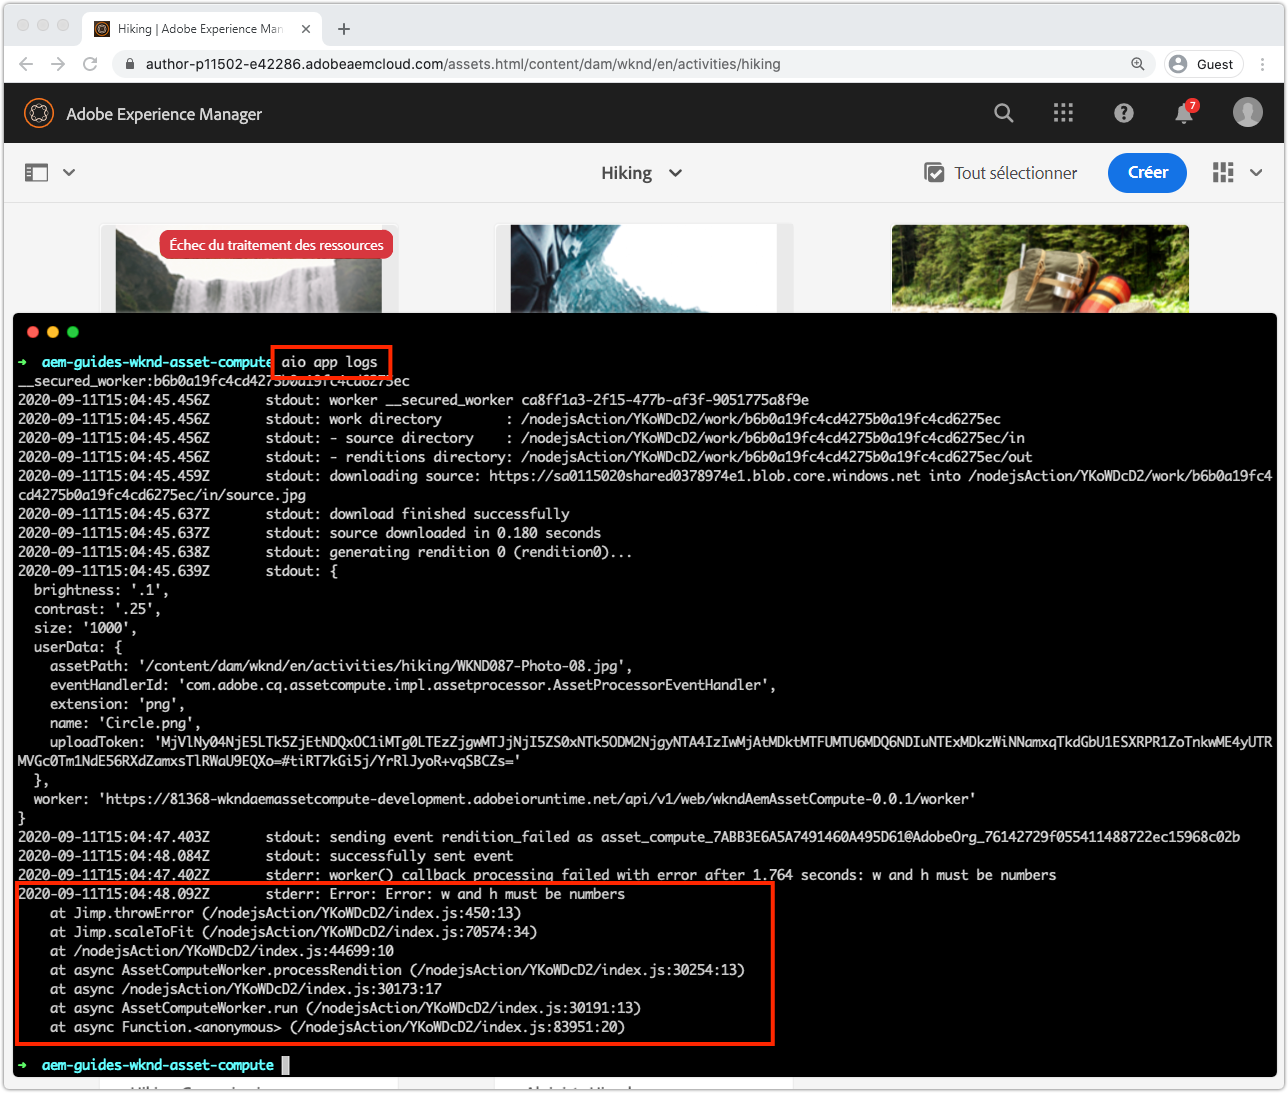 Hiking | Adobe Experience Man
author-p11502-e42286.adobeaemcloud.com/assets.html/content/dam/wknd/en/activities/hiking
Guest
Adobe Experience Manager
7
Hiking
Tout sélectionner
Créer
Échec du traitement des ressources
→ aem-guides-wknd-asset-compute aio app logs
__secured_worker:b6b0a19fc4cd4275b0a19fc4cd6275ec
2020-09-11T15:04:45.456Z stdout: worker __secured_worker ca8ff1a3-2f15-477b-af3f-9051775a8f9e
2020-09-11T15:04:45.456Z stdout: work directory : /nodejsAction/YKoWDcD2/work/b6b0a19fc4cd4275b0a19fc4cd6275ec
2020-09-11T15:04:45.456Z stdout: - source directory : /nodejsAction/YKoWDcD2/work/b6b0a19fc4cd4275b0a19fc4cd6275ec/in
2020-09-11T15:04:45.456Z stdout: - renditions directory: /nodejsAction/YKoWDcD2/work/b6b0a19fc4cd4275b0a19fc4cd6275ec/out
2020-09-11T15:04:45.459Z stdout: downloading source: https://sa0115020shared0378974e1.blob.core.windows.net into /nodejsAction/YKoWDcD2/work/b6b0a19fc4
cd4275b0a19fc4cd6275ec/in/source.jpg
2020-09-11T15:04:45.637Z stdout: download finished successfully
2020-09-11T15:04:45.637Z stdout: source downloaded in 0.180 seconds
2020-09-11T15:04:45.638Z stdout: generating rendition 0 (rendition0)...
2020-09-11T15:04:45.639Z stdout: {
brightness: '.1',
contrast: '.25',
size: '1000',
userData: {
assetPath: '/content/dam/wknd/en/activities/hiking/WKND087-Photo-08.jpg',
eventHandlerId: 'com.adobe.cq.assetcompute.impl.assetprocessor.AssetProcessorEventHandler',
extension: 'png',
name: 'Circle.png',
uploadToken: 'MjVlNy04NjE5LTk5ZjEtNDQxOC1iMTg0LTEzZjgwMTJjNjI5ZS0xNTk5ODM2NjgyNTA4IzIwMjAtMDktMTFUMTU6MDQ6NDIuNTExMDkzWiNNamxqTkdGbU1ESXRPR1ZoTnkwME4yUTR
MVGc0Tm1NdE56RXdZamxsTlRWaU9EQXo=#tiRT7kGi5j/YrRlJyoR+vqSBCZs='
},
worker: 'https://81368-wkndaemassetcompute-development.adobeioruntime.net/api/v1/web/wkndAemAssetCompute-0.0.1/worker'
}
2020-09-11T15:04:47.403Z stdout: sending event rendition_failed as asset_compute_7ABB3E6A5A7491460A495D61@AdobeOrg_76142729f055411488722ec15968c02b
2020-09-11T15:04:48.084Z stdout: successfully sent event
2020-09-11T15:04:47.402Z stderr: worker() callback processing failed with error after 1.764 seconds: w and h must be numbers
2020-09-11T15:04:48.092Z stderr: Error: Error: w and h must be numbers
at Jimp.throwError (/nodejsAction/YKoWDcD2/index.js:450:13)
at Jimp.scaleToFit (/nodejsAction/YKoWDcD2/index.js:70574:34)
at /nodejsAction/YKoWDcD2/index.js:44699:10
at async AssetComputeWorker.processRendition (/nodejsAction/YKoWDcD2/index.js:30254:13)
at async /nodejsAction/YKoWDcD2/index.js:30173:17
at async AssetComputeWorker.run (/nodejsAction/YKoWDcD2/index.js:30191:13)
at async Function.<anonymous> (/nodejsAction/YKoWDcD2/index.js:83951:20)
→ aem-guides-wknd-asset-compute